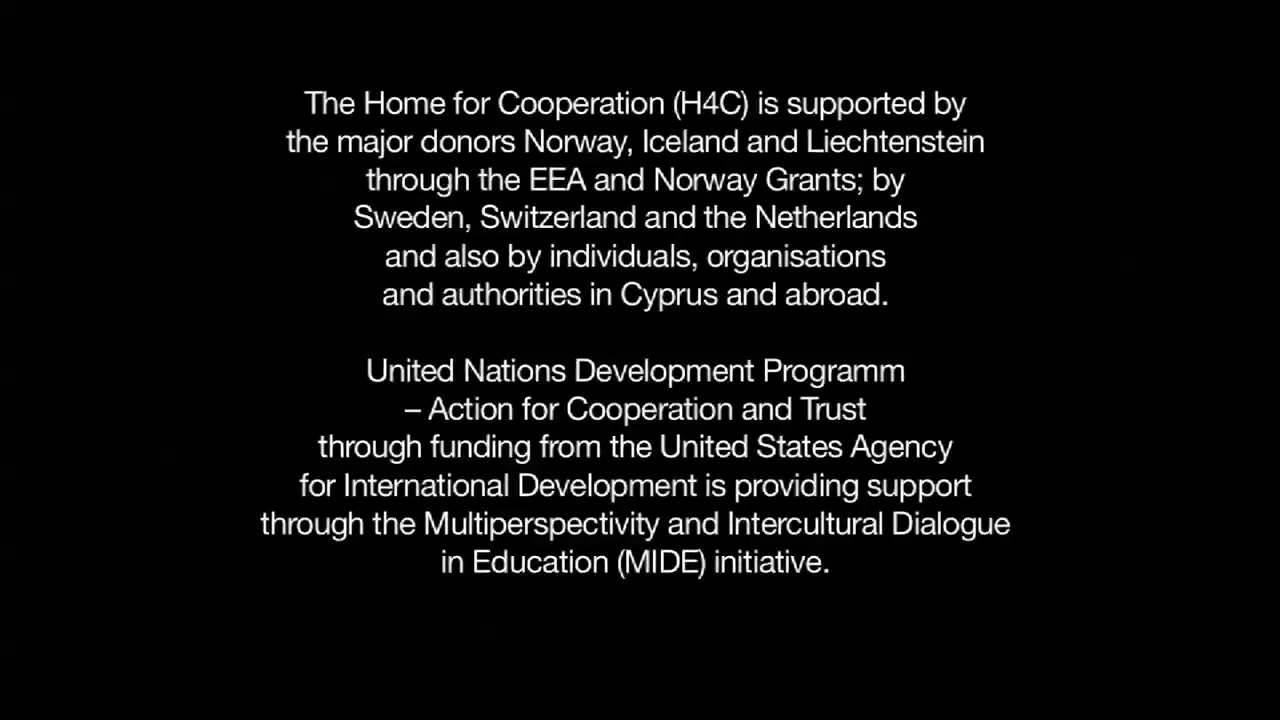 The Home for Cooperation (H4C) is supported by
the major donors Norway, Iceland and Liechtenstein
through the EEA and Norway Grants; by
Sweden, Switzerland and the Netherlands
and also by individuals, organisations
and authorities in Cyprus and abroad.
United Nations Development Programm
– Action for Cooperation and Trust
through funding from the United States Agency
for International Development is providing support
through the Multiperspectivity and Intercultural Dialogue
in Education (MIDE) initiative.